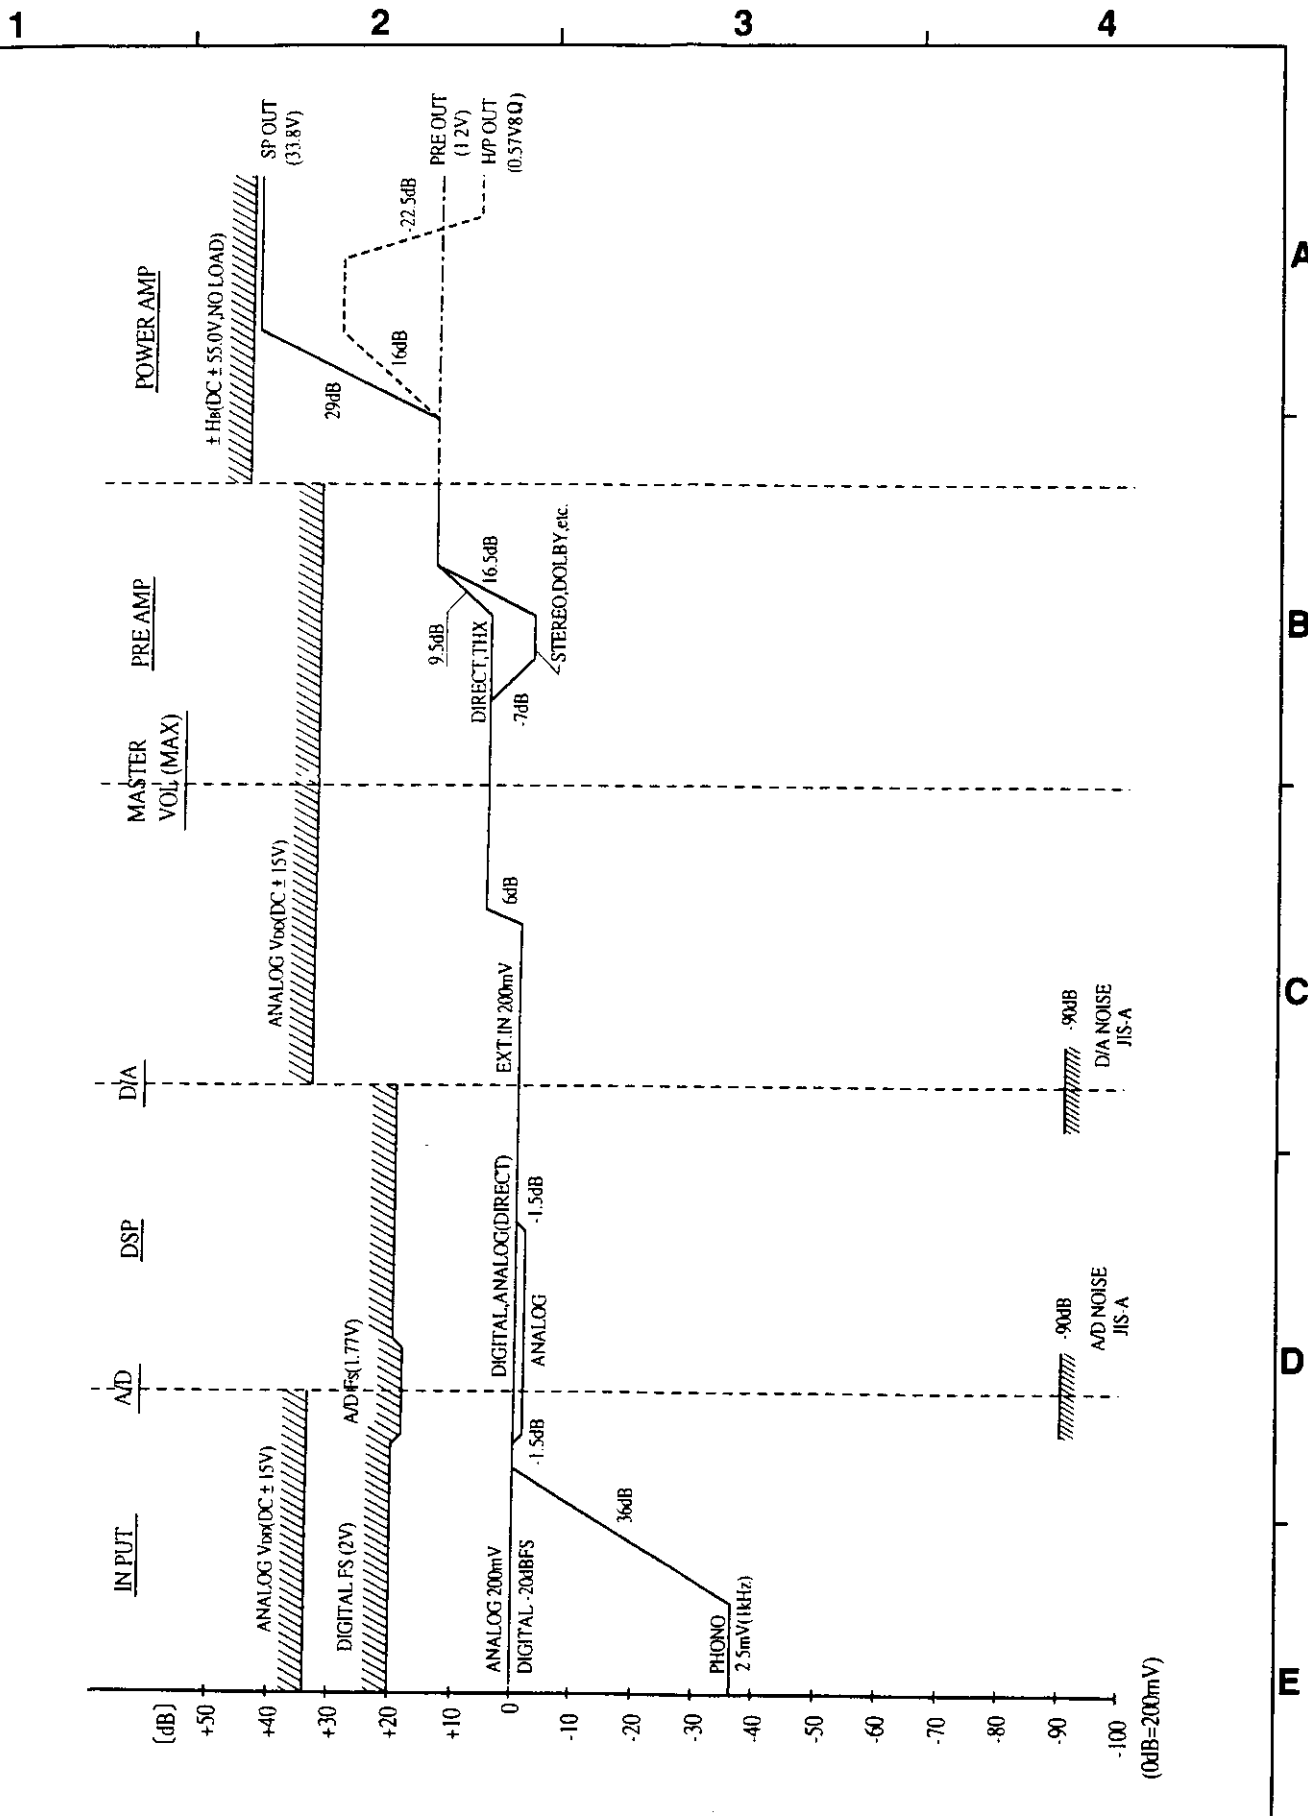 1
2
3
4
A
B
C
D
E
IN PUT
A/D
DSP
D/A
MASTER
VOL (MAX)
PRE AMP
POWER AMP
[dB]
+50
+40
+30
+20
+10
0
-10
-20
-30
-40
-50
-60
-70
-80
-90
-100
(0dB=200mV)
ANALOG VDD(DC ± 15V)
DIGITAL FS (2V)
A/D Fs(1.77V)
ANALOG VDD(DC ± 15V)
± HB(DC ± 55.0V,NO LOAD)
ANALOG 200mV
DIGITAL -20dBFS
PHONO
2.5mV(1kHz)
36dB
-1.5dB
DIGITAL,ANALOG(DIRECT)
ANALOG
-1.5dB
EXT.IN 200mV
6dB
DIRECT,THX
-7dB
STEREO,DOLBY,etc.
9.5dB
16.5dB
29dB
16dB
-22.5dB
SP OUT
(33.8V)
PRE OUT
(1.2V)
H/P OUT
(0.57V8Ω)
-90dB
A/D NOISE
JIS-A
-90dB
D/A NOISE
JIS-A